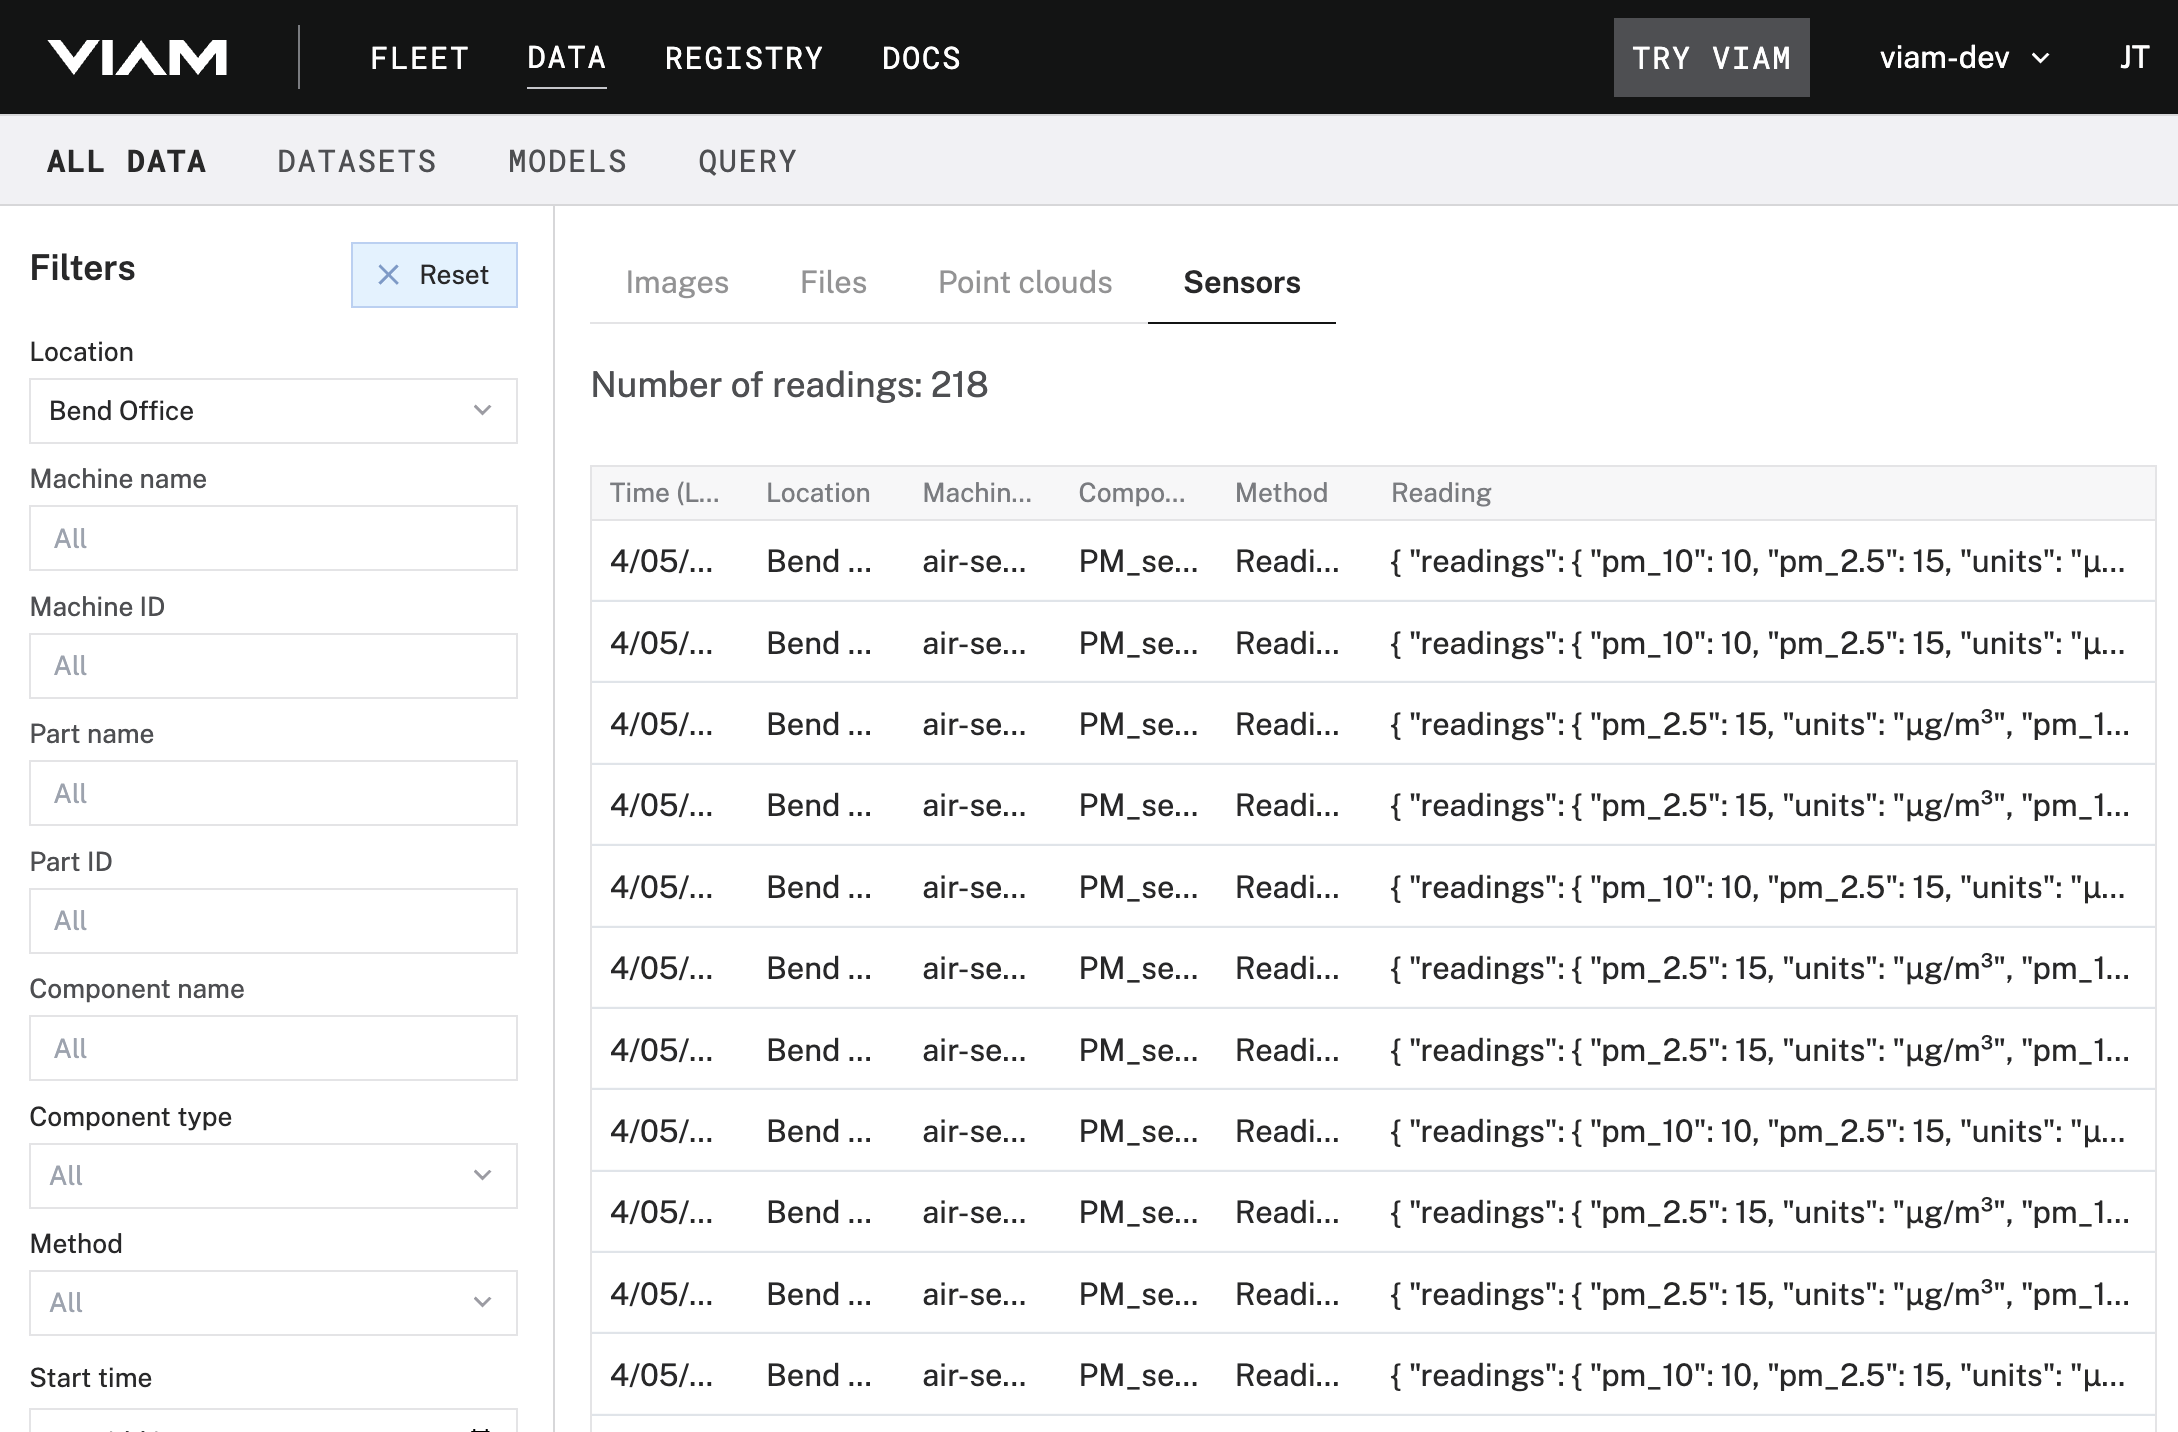 VIAM FLEET DATA REGISTRY DOCS TRY VIAM viam-dev JT
ALL DATA DATASETS MODELS QUERY
Filters
Reset
Location
Bend Office
Machine name
All
Machine ID
All
Part name
All
Part ID
All
Component name
All
Component type
All
Method
All
Start time
Images Files Point clouds Sensors
Number of readings: 218
Time (L... Location Machin... Compo... Method Reading
4/05/... Bend ... air-se... PM_se... Readi... { "readings": { "pm_10": 10, "pm_2.5": 15, "units": "μ...
4/05/... Bend ... air-se... PM_se... Readi... { "readings": { "pm_10": 10, "pm_2.5": 15, "units": "μ...
4/05/... Bend ... air-se... PM_se... Readi... { "readings": { "pm_2.5": 15, "units": "μg/m³", "pm_1...
4/05/... Bend ... air-se... PM_se... Readi... { "readings": { "pm_2.5": 15, "units": "μg/m³", "pm_1...
4/05/... Bend ... air-se... PM_se... Readi... { "readings": { "pm_10": 10, "pm_2.5": 15, "units": "μ...
4/05/... Bend ... air-se... PM_se... Readi... { "readings": { "pm_2.5": 15, "units": "μg/m³", "pm_1...
4/05/... Bend ... air-se... PM_se... Readi... { "readings": { "pm_2.5": 15, "units": "μg/m³", "pm_1...
4/05/... Bend ... air-se... PM_se... Readi... { "readings": { "pm_10": 10, "pm_2.5": 15, "units": "μ...
4/05/... Bend ... air-se... PM_se... Readi... { "readings": { "pm_2.5": 15, "units": "μg/m³", "pm_1...
4/05/... Bend ... air-se... PM_se... Readi... { "readings": { "pm_2.5": 15, "units": "μg/m³", "pm_1...
4/05/... Bend ... air-se... PM_se... Readi... { "readings": { "pm_10": 10, "pm_2.5": 15, "units": "μ...